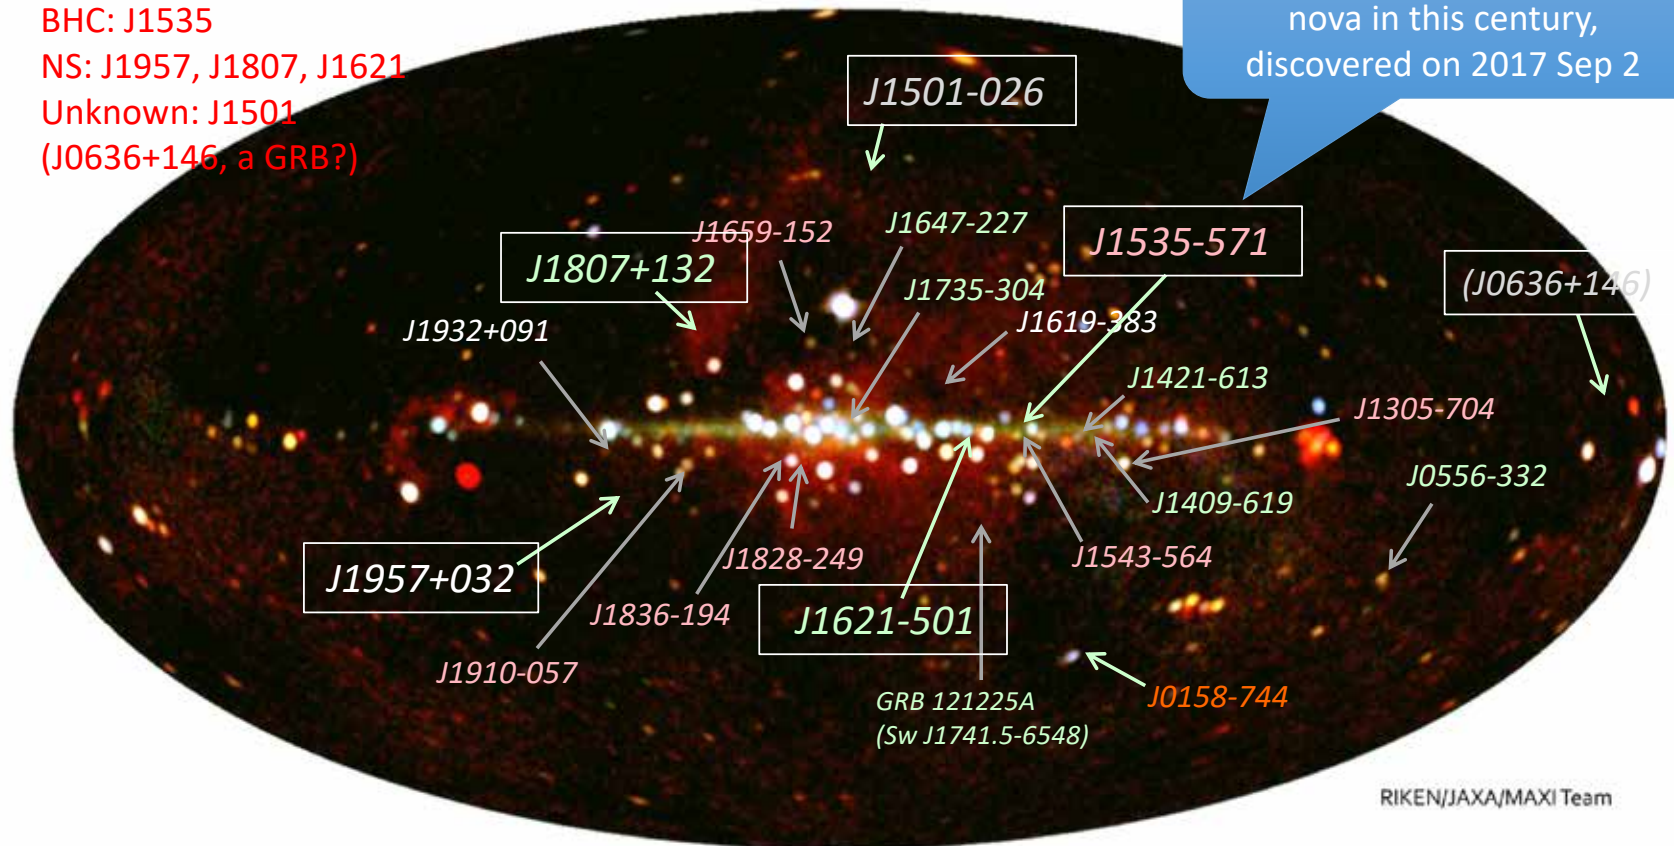 BHC: J1535
NS: J1957, J1807, J1621
Unknown: J1501
(J0636+146, a GRB?)
nova in this century,
discovered on 2017 Sep 2
J1501-026
J1659-152
J1647-227
J1535-571
J1807+132
(J0636+146)
J1735-304
J1932+091
J1619-383
J1421-613
J1305-704
J0556-332
J1409-619
J1828-249
J1543-564
J1957+032
J1836-194
J1621-501
J1910-057
GRB 121225A
(Sw J1741.5-6548)
J0158-744
RIKEN/JAXA/MAXI Team